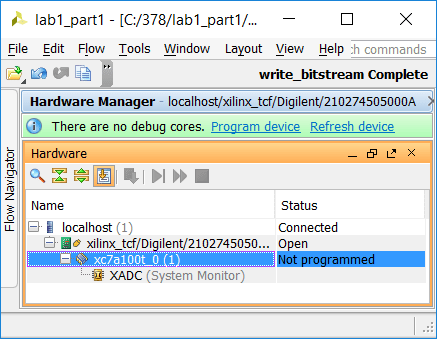 lab1_part1 - [C:/378/lab1_part1/...
File Edit Flow Tools Window Layout View Help
ch commands
write_bitstream Complete
Flow Navigator
Hardware Manager - localhost/xilinx_tcf/Digilent/210274505000A
There are no debug cores. Program device Refresh device
Hardware
Name Status
localhost (1) Connected
xilinx_tcf/Digilent/2102745050... Open
xc7a100t_0 (1) Not programmed
XADC (System Monitor)